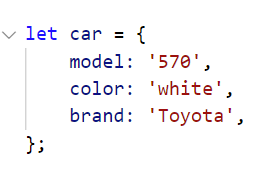 let car = {
    model: '570',
    color: 'white',
    brand: 'Toyota',
};